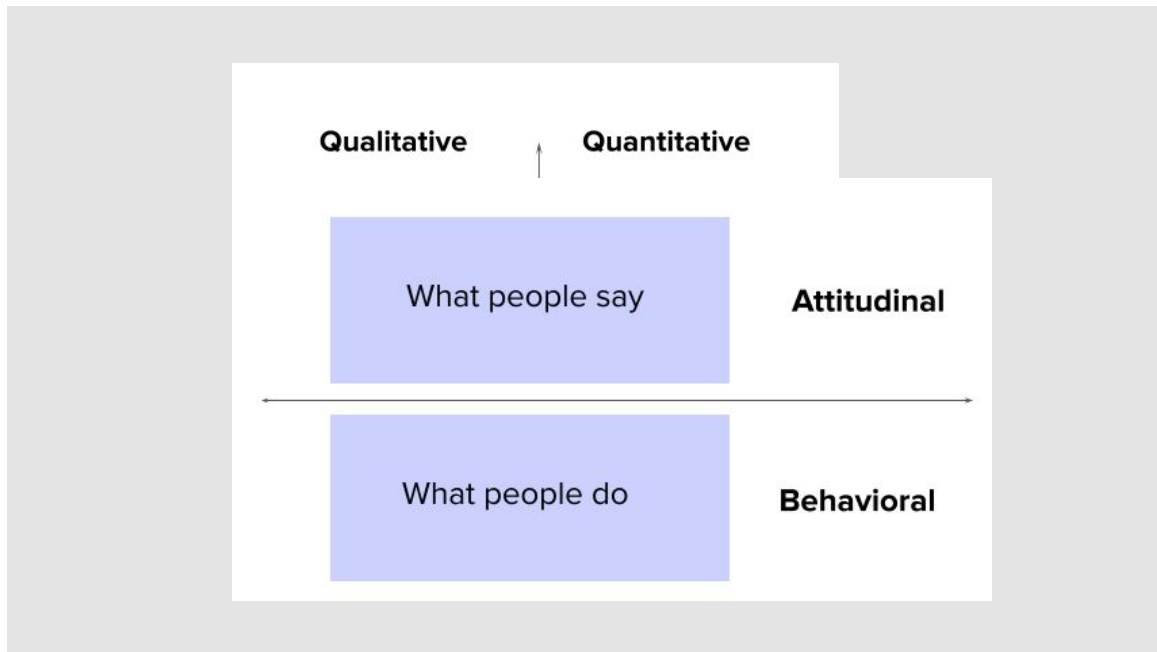 Qualitative
Quantitative
What people say
Attitudinal
What people do
Behavioral